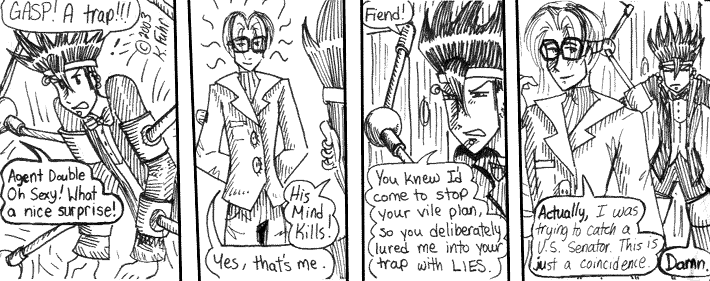 GASP! A trap!!!
©2003
Agent Double
Oh Sexy! What
a nice surprise!
His
Mind
Kills!
Yes, that's me.
Fiend!
You knew I'd
come to stop
your vile plan,
so you deliberately
lured me into your
trap with LIES.
Actually, I was
trying to catch a
U.S. Senator. This is
just a coincidence.
Damn.